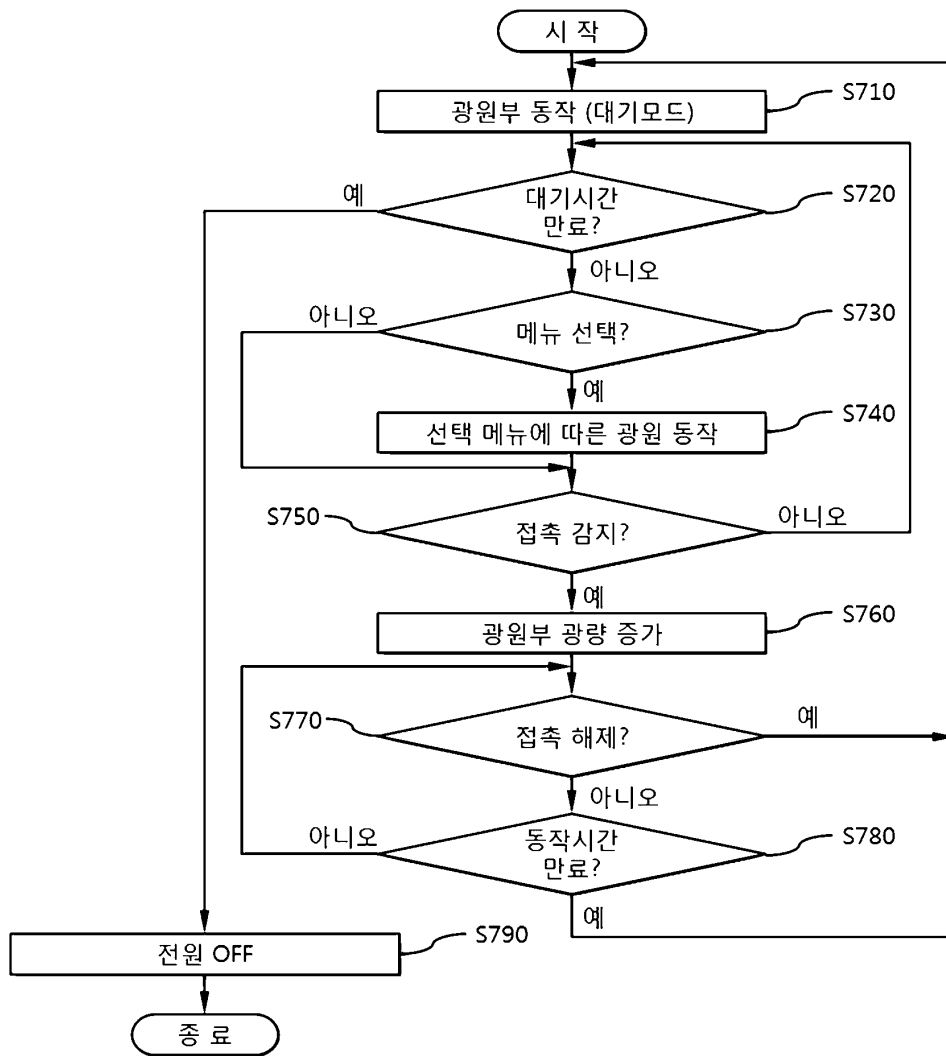 시 작
S710
광원부 동작 (대기모드)
예
대기시간
만료?
S720
아니오
아니오
메뉴 선택?
S730
예
S740
선택 메뉴에 따른 광원 동작
S750
접촉 감지?
아니오
예
S760
광원부 광량 증가
S770
접촉 해제?
예
아니오
아니오
동작시간
만료?
S780
예
S790
전원 OFF
종 료